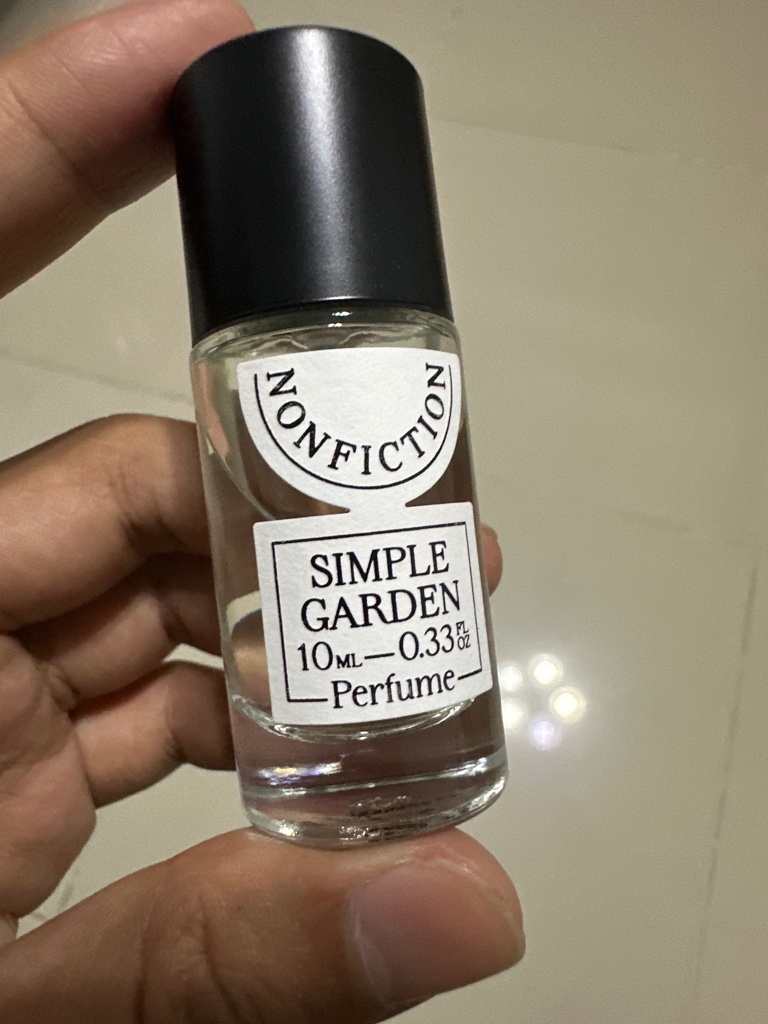 NONFICTION
SIMPLE
GARDEN
10ML—0.33 FL OZ
Perfume